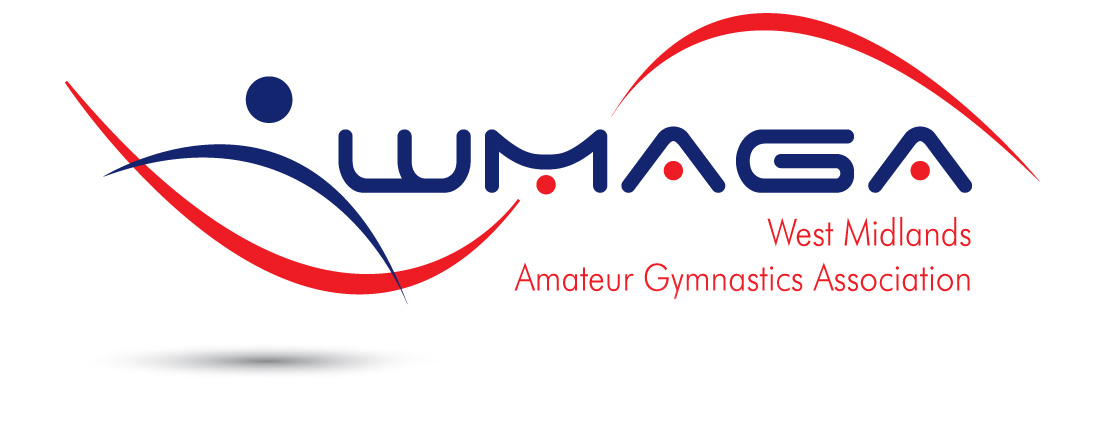 WMAGA
West Midlands
Amateur Gymnastics Association